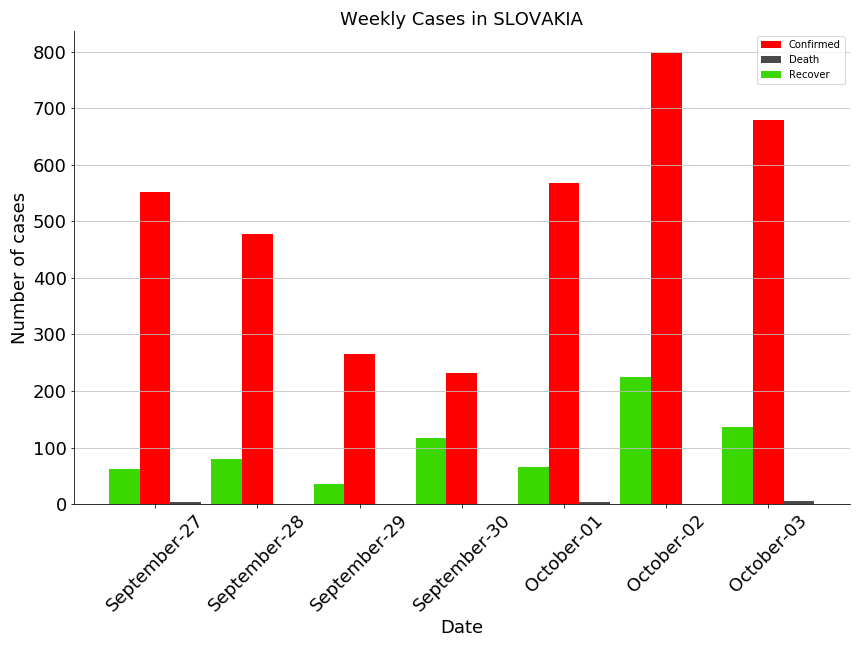 Weekly Cases in SLOVAKIA
Confirmed
Death
Recover
Number of cases
800
700
600
500
400
300
200
100
0
September-27
September-28
September-29
September-30
October-01
October-02
October-03
Date